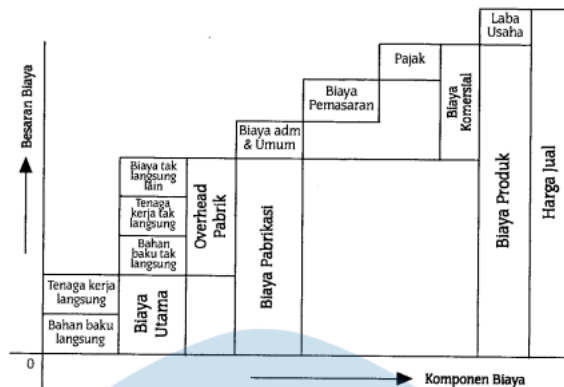 Laba
Usaha
Pajak
Biaya
Pemasaran
Biaya
Komersial
Biaya adm
& Umum
Biaya tak
langsung
lain
Tenaga
kerja tak
langsung
Bahan
baku tak
langsung
Overhead
Pabrik
Biaya Pabrikasi
Biaya Produk
Harga Jual
Tenaga kerja
langsung
Bahan baku
langsung
Biaya
Utama
Besaran Biaya
0
Komponen Biaya